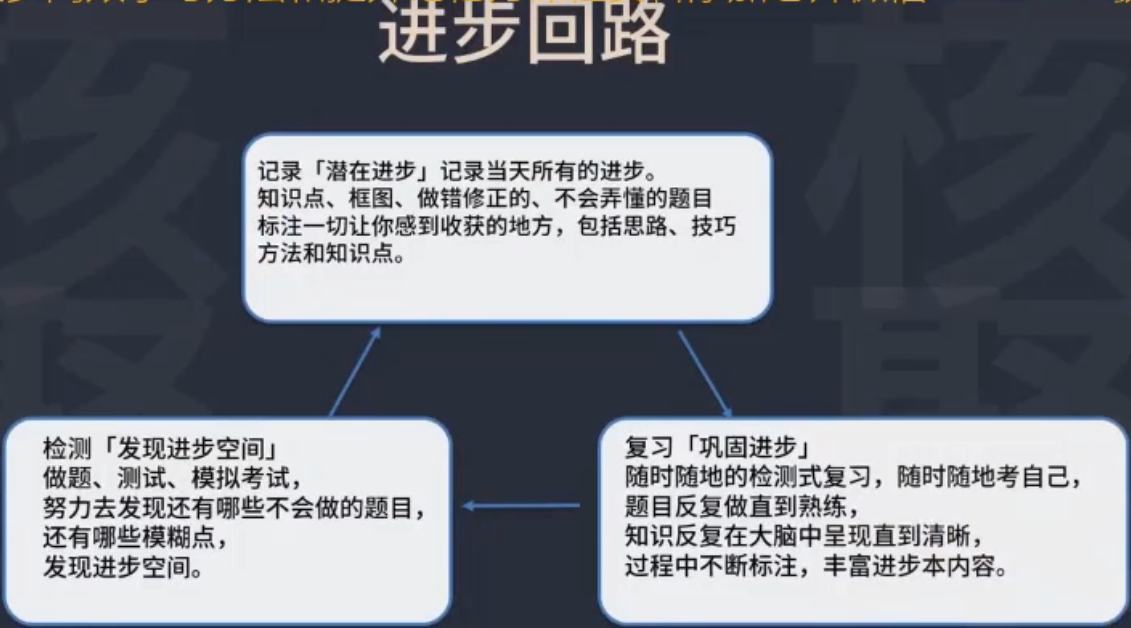 进步回路
记录「潜在进步」记录当天所有的进步。
知识点、框图、做错修正的、不会弄懂的题目
标注一切让你感到收获的地方，包括思路、技巧
方法和知识点。
检测「发现进步空间」
做题、测试、模拟考试，
努力去发现还有哪些不会做的题目，
还有哪些模糊点，
发现进步空间。
复习「巩固进步」
随时随地的检测式复习，随时随地考自己，
题目反复做直到熟练，
知识反复在大脑中呈现直到清晰，
过程中不断标注，丰富进步本内容。